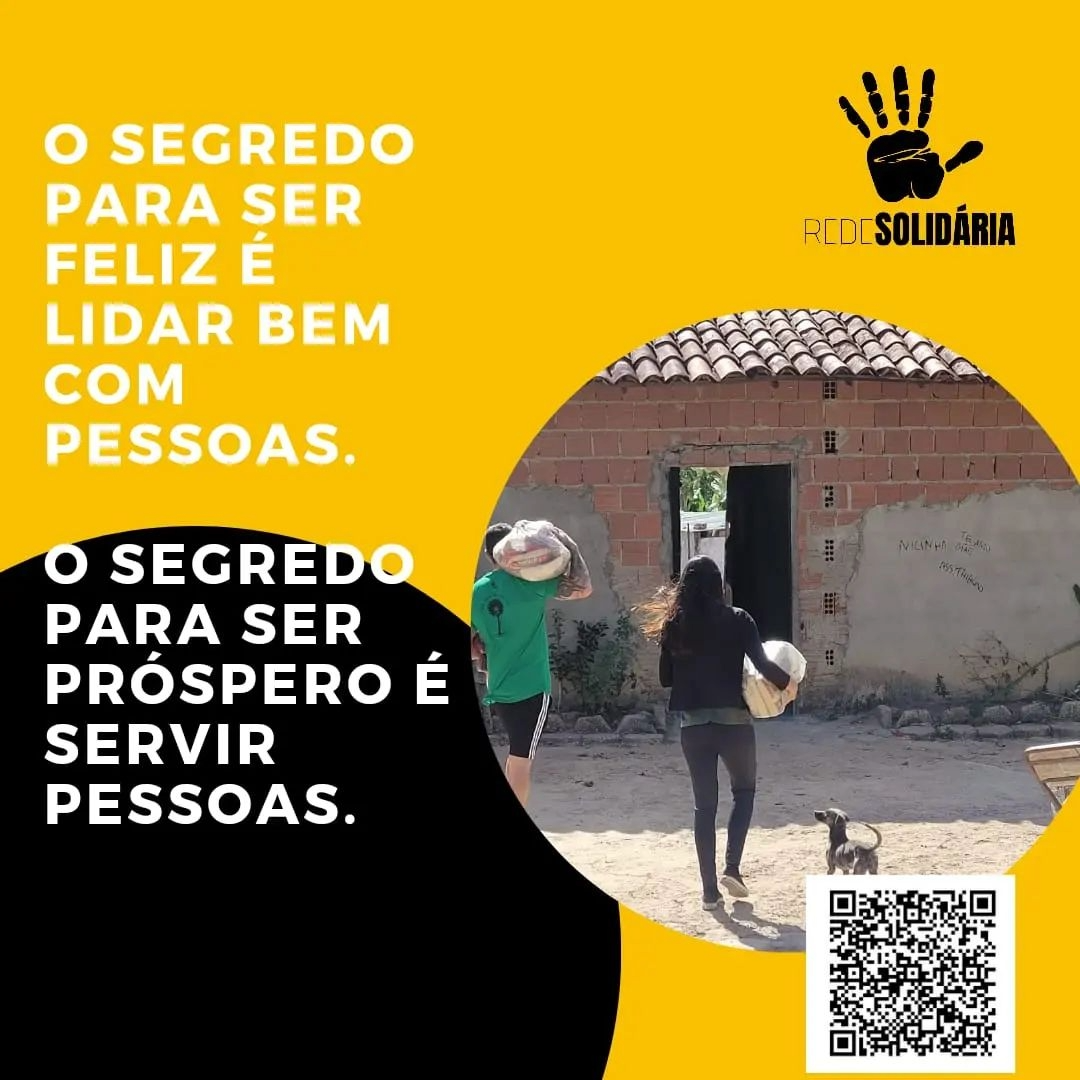 O SEGREDO
PARA SER
FELIZ É
LIDAR BEM
COM
PESSOAS.
O SEGREDO
PARA SER
PRÓSPERO É
SERVIR
PESSOAS.
REDESOLIDÁRIA